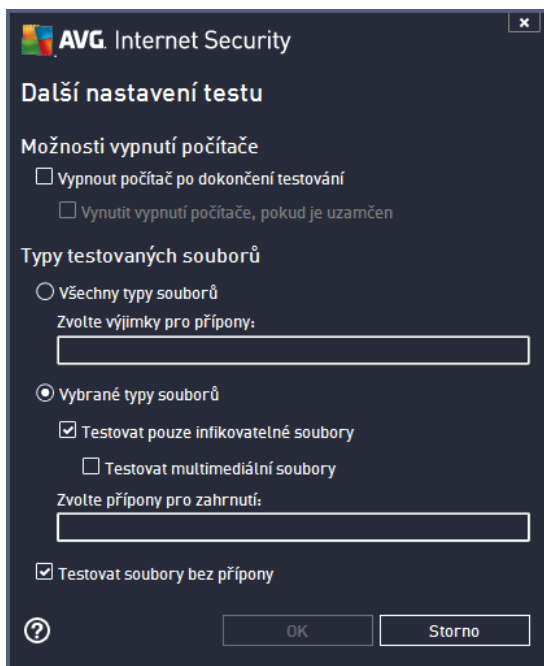 AVG. Internet Security
Další nastavení testu
Možnosti vypnutí počítače
Vypnout počítač po dokončení testování
Vynutit vypnutí počítače, pokud je uzamčen
Typy testovaných souborů
Všechny typy souborů
Zvolte výjimky pro přípony:
Vybrané typy souborů
Testovat pouze infikovatelné soubory
Testovat multimediální soubory
Zvolte přípony pro zahrnutí:
Testovat soubory bez přípony
OK
Storno